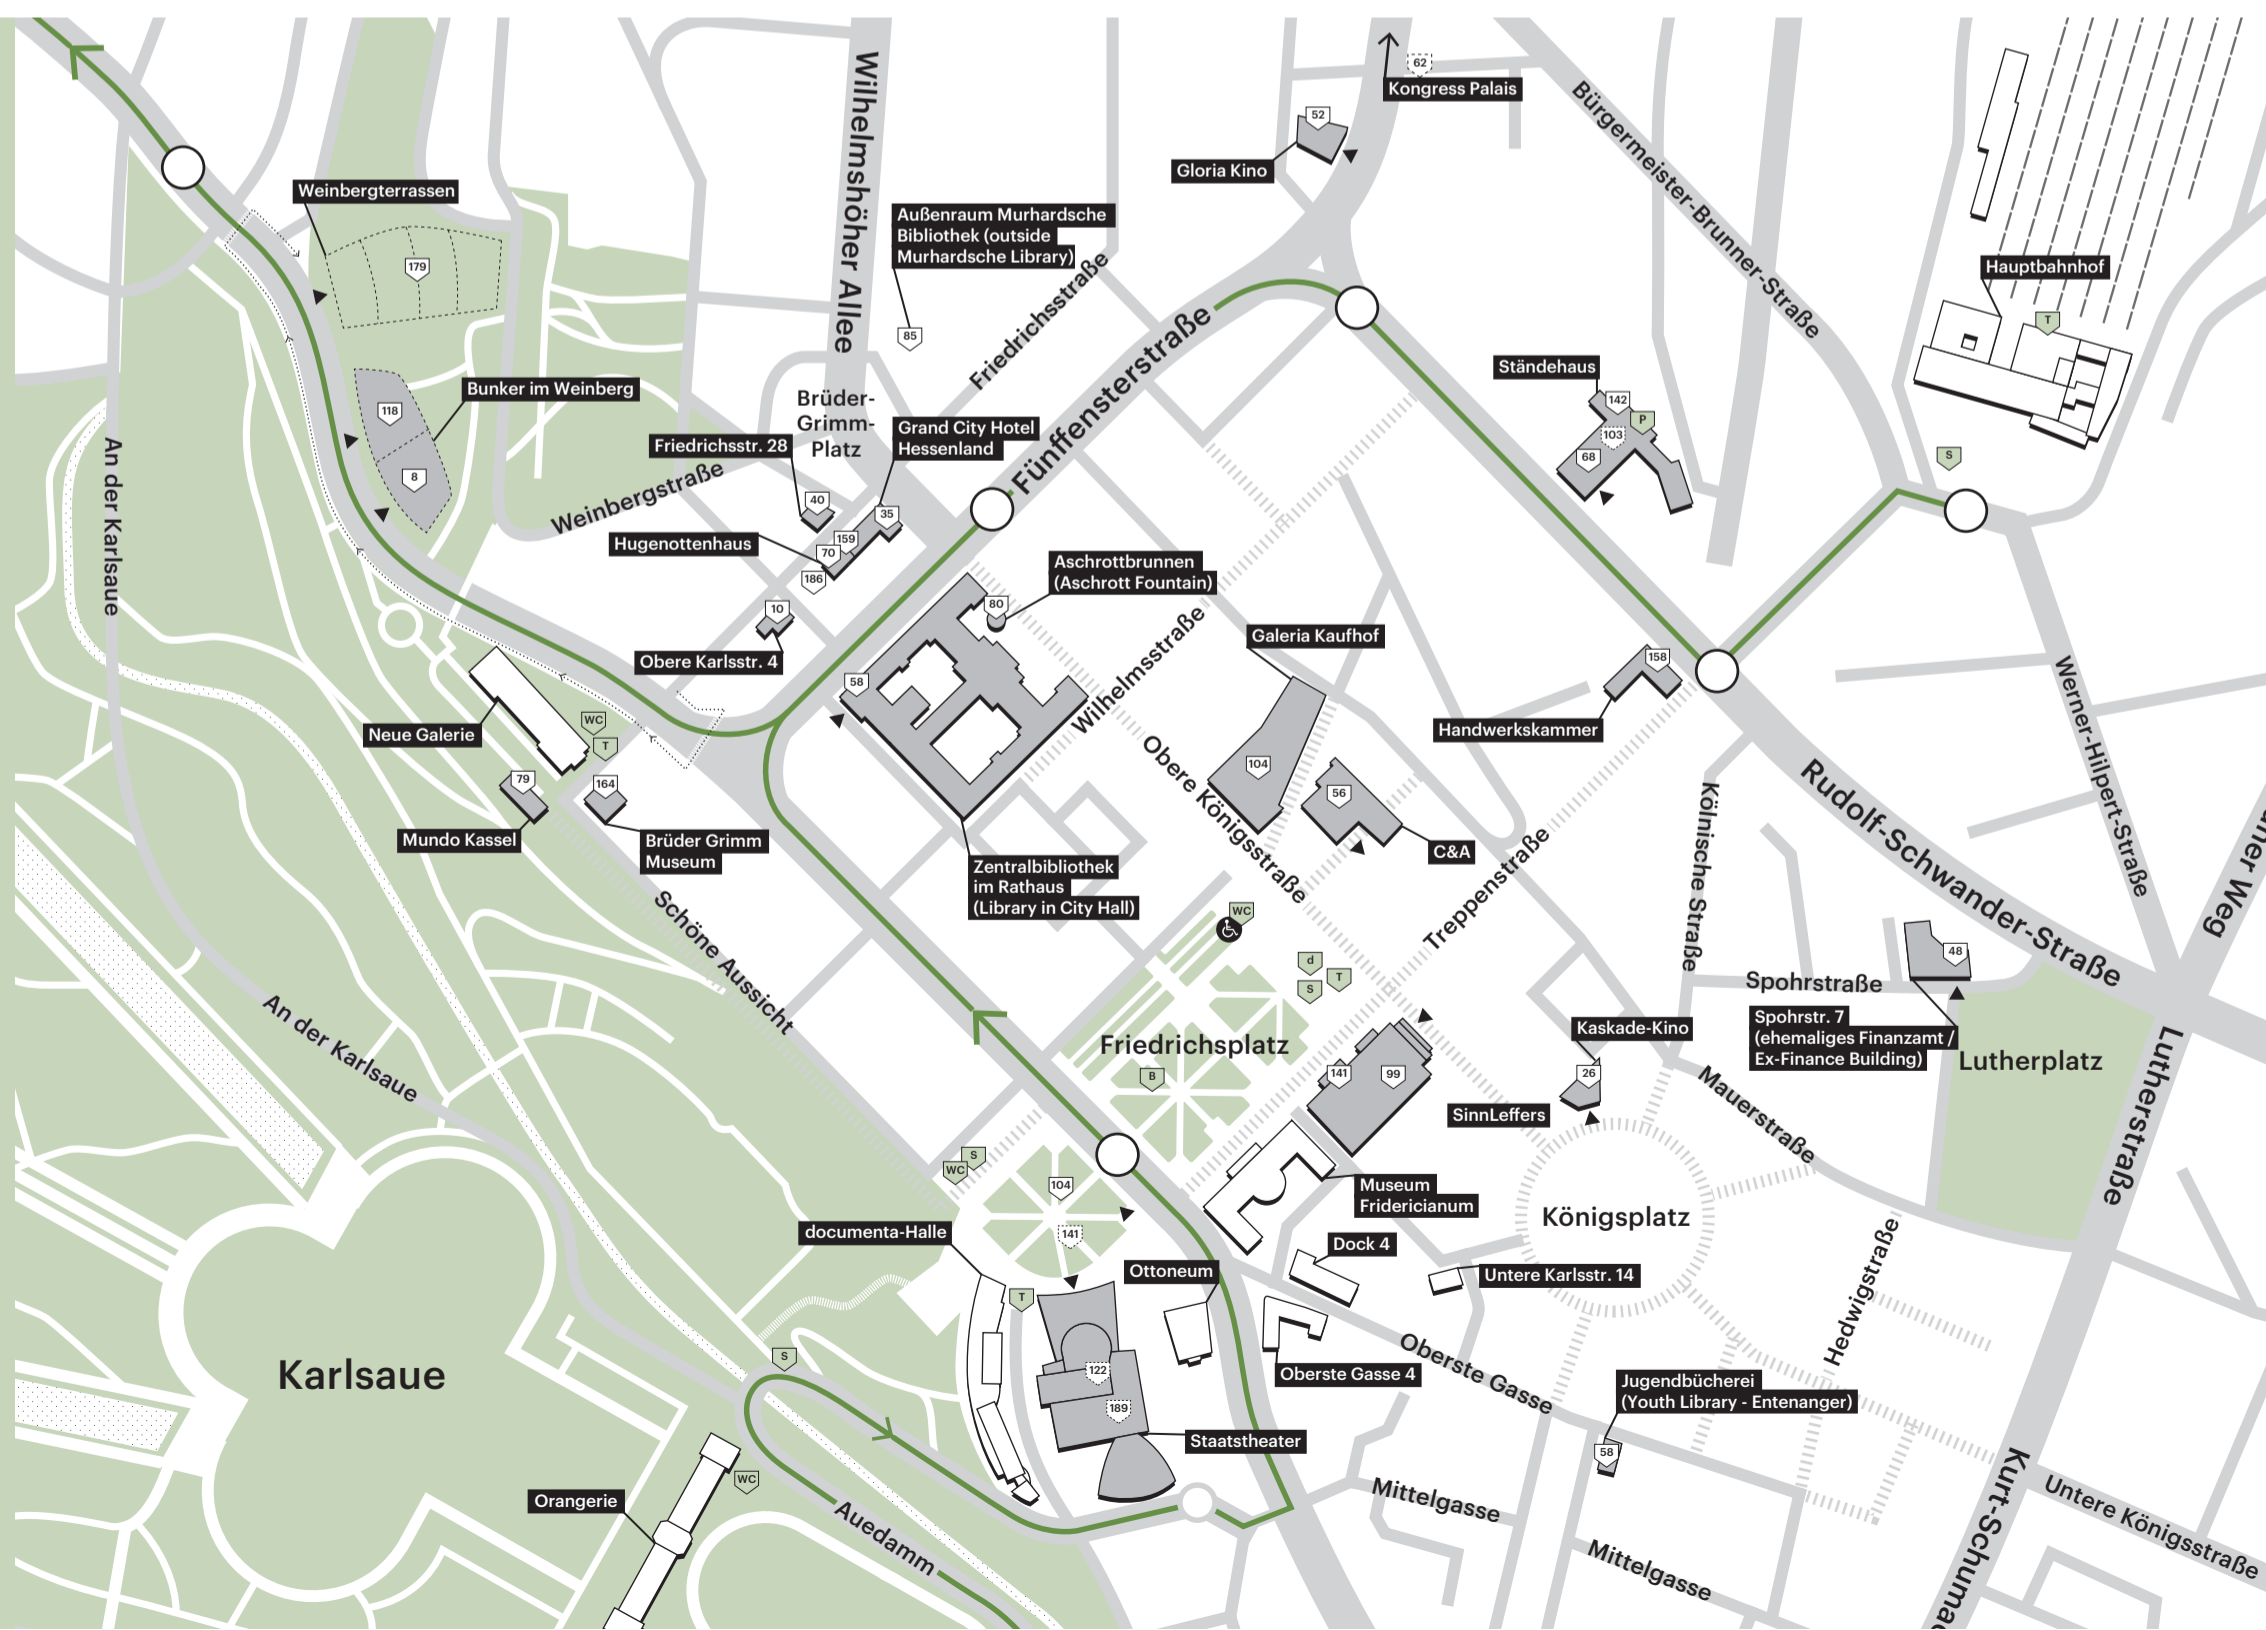 62
Kongress Palais
52
Gloria Kino
Wilhelmshöher Allee
Bürgermeister-Brunner-Straße
Weinbergterrassen
179
Außenraum Murhardsche
Bibliothek (outside
Murhardsche Library)
85
Friedrichsstraße
Hauptbahnhof
T
S
Fünffensterstraße
Ständehaus
142
P
103
68
Bunker im Weinberg
118
8
Brüder-
Grimm-
Platz
Grand City Hotel
Hessenland
Friedrichsstr. 28
Weinbergstraße
40
35
159
70
186
Hugenottenhaus
10
Obere Karlsstr. 4
An der Karlsaue
Aschrottbrunnen
(Aschrott Fountain)
80
58
Wilhelmsstraße
Galeria Kaufhof
104
56
C&A
158
Handwerkskammer
Werner-Hilpert-Straße
Neue Galerie
WC
T
79
164
Mundo Kassel
Brüder Grimm
Museum
Zentralbibliothek
im Rathaus
(Library in City Hall)
Obere Königsstraße
Treppenstraße
Kölnische Straße
Rudolf-Schwander-Straße
Schöne Aussicht
WC
d
T
S
Spohrstraße
48
Spohrstr. 7
(ehemaliges Finanzamt /
Ex-Finance Building)
Lutherplatz
Lutherstraße
An der Karlsaue
Friedrichsplatz
B
141
99
Kaskade-Kino
26
SinnLeffers
Mauerstraße
S
WC
104
141
Museum
Fridericianum
Königsplatz
documenta-Halle
T
Ottoneum
Dock 4
Untere Karlsstr. 14
Hedwigstraße
Karlsaue
S
122
189
Oberste Gasse 4
Oberste Gasse
Jugendbücherei
(Youth Library - Entenanger)
58
Staatstheater
WC
Orangerie
Auedamm
Mittelgasse
Mittelgasse
Untere Königsstraße